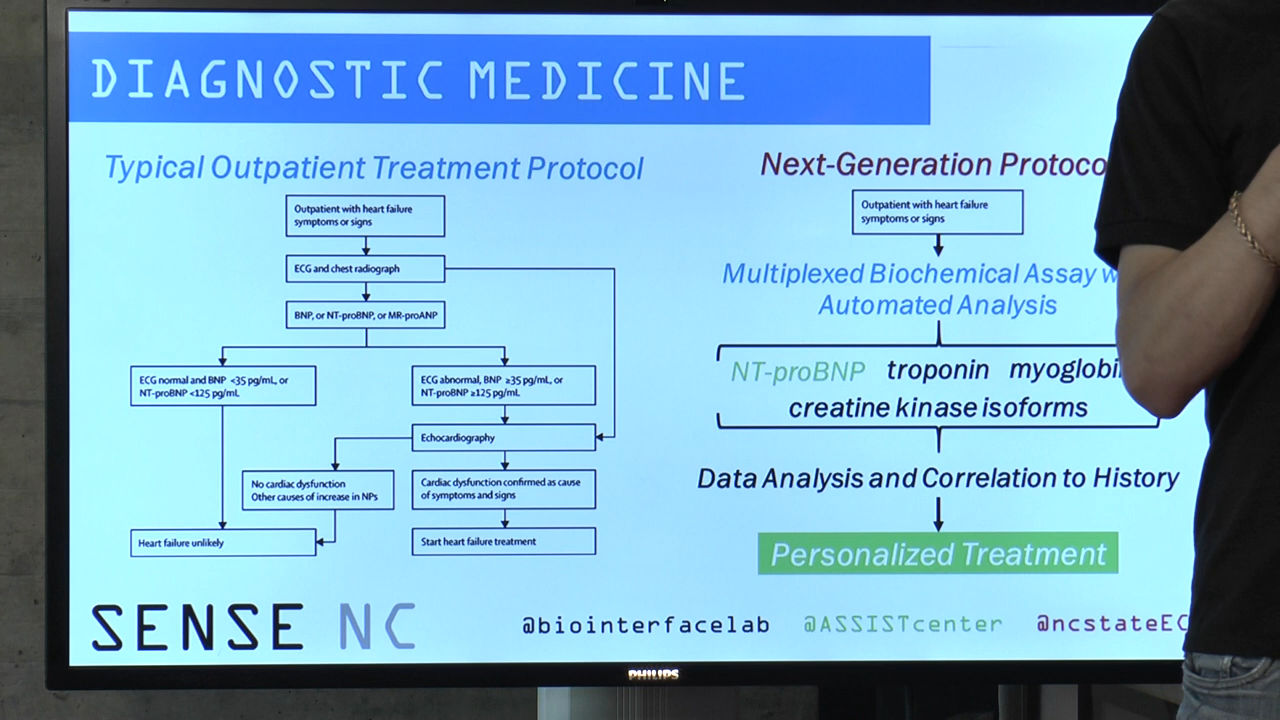 DIAGNOSTIC MEDICINE
Typical Outpatient Treatment Protocol
Outpatient with heart failure
symptoms or signs
ECG and chest radiograph
BNP, or NT-proBNP, or MR-proANP
ECG normal and BNP <35 pg/mL, or
NT-proBNP <125 pg/mL
ECG abnormal, BNP ≥35 pg/mL, or
NT-proBNP ≥125 pg/mL
Echocardiography
No cardiac dysfunction
Other causes of increase in NPs
Cardiac dysfunction confirmed as cause
of symptoms and signs
Heart failure unlikely
Start heart failure treatment
Next-Generation
Outpatient with heart failure
symptoms or signs
Multiplexed Biochemical Assay
Automated Analysis
NT-proBNP troponin
creatine kinase isoforms
Data Analysis and Correlation to History
Personalized Treatment
SENSE NC
@biointerfacelab @ASSISTcenter
PHILIPS